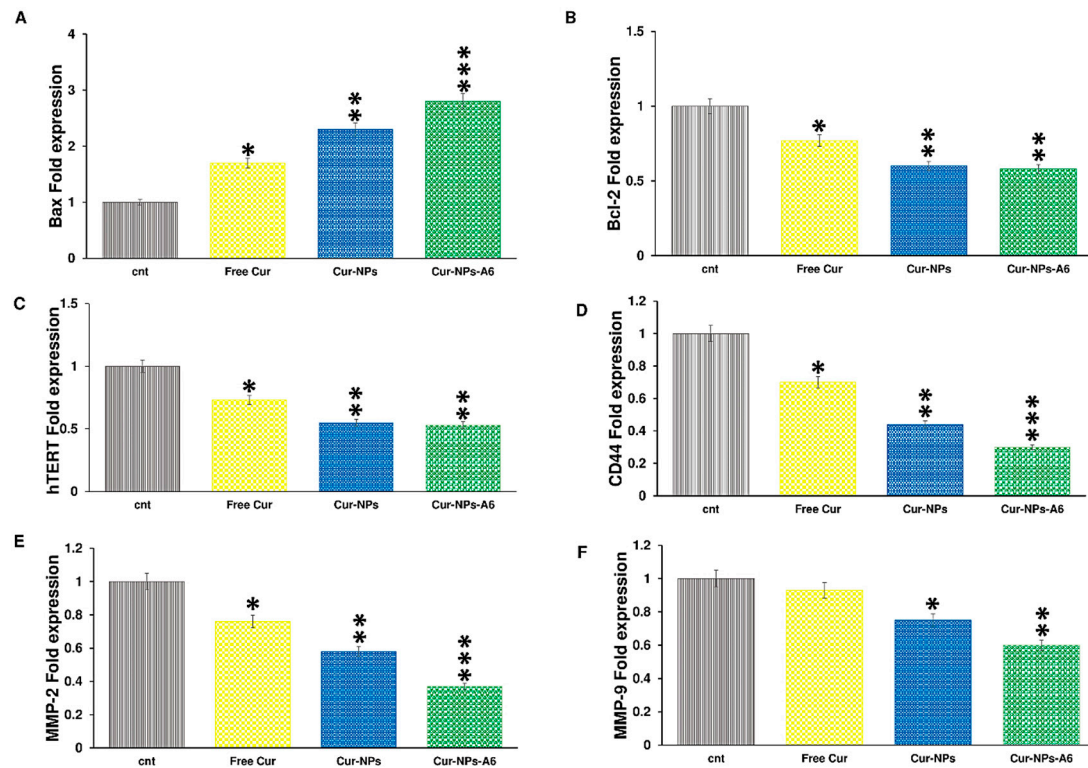 A
Bax Fold expression
4
3
2
1
0
*
**
***
cnt Free Cur Cur-NPs Cur-NPs-A6
B
Bcl-2 Fold expression
1.5
1
0.5
0
*
**
**
cnt Free Cur Cur-NPs Cur-NPs-A6
C
hTERT Fold expression
1.5
1
0.5
0
*
**
**
cnt Free Cur Cur-NPs Cur-NPs-A6
D
CD44 Fold expression
1.2
1
0.8
0.6
0.4
0.2
0
*
**
***
cnt Free Cur Cur-NPs Cur-NPs-A6
E
MMP-2 Fold expression
1.2
1
0.8
0.6
0.4
0.2
0
*
**
***
cnt Free Cur Cur-NPs Cur-NPs-A6
F
MMP-9 Fold expression
1.2
1
0.8
0.6
0.4
0.2
0
*
**
cnt Free Cur Cur-NPs Cur-NPs-A6